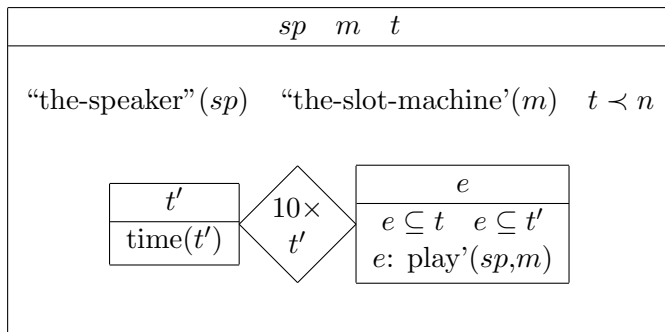 sp m t
“the-speaker”(sp) “the-slot-machine’(m) t ≺ n
t′
time(t′)
10×
t′
e
e ⊆ t e ⊆ t′
e: play’(sp,m)